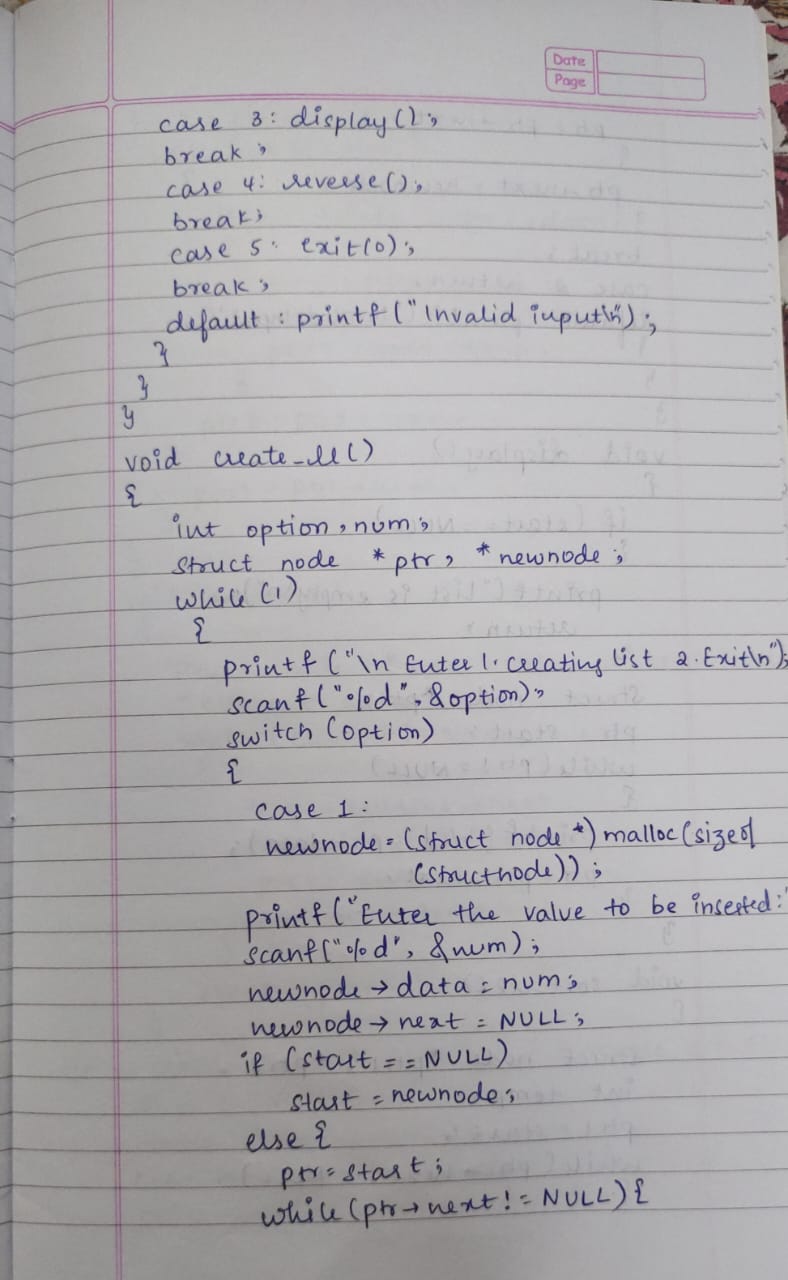 Date
Page
case 3: display();
break;
case 4: reverse();
break;
case 5: exit(0);
break;
default: printf("Invalid input\n");
}
}
}
void create_ll()
{
int option, num;
struct node *ptr, *newnode;
while(1)
{
printf("\n Enter 1. creating list 2. Exit\n");
scanf("%d", &option);
switch (option)
{
case 1:
newnode = (struct node *) malloc(sizeof
(struct node));
printf("Enter the value to be inserted:"
scanf("%d", &num);
newnode → data = num;
newnode → next = NULL;
if (start == NULL)
start = newnode;
else {
ptr = start;
while (ptr → next != NULL) {